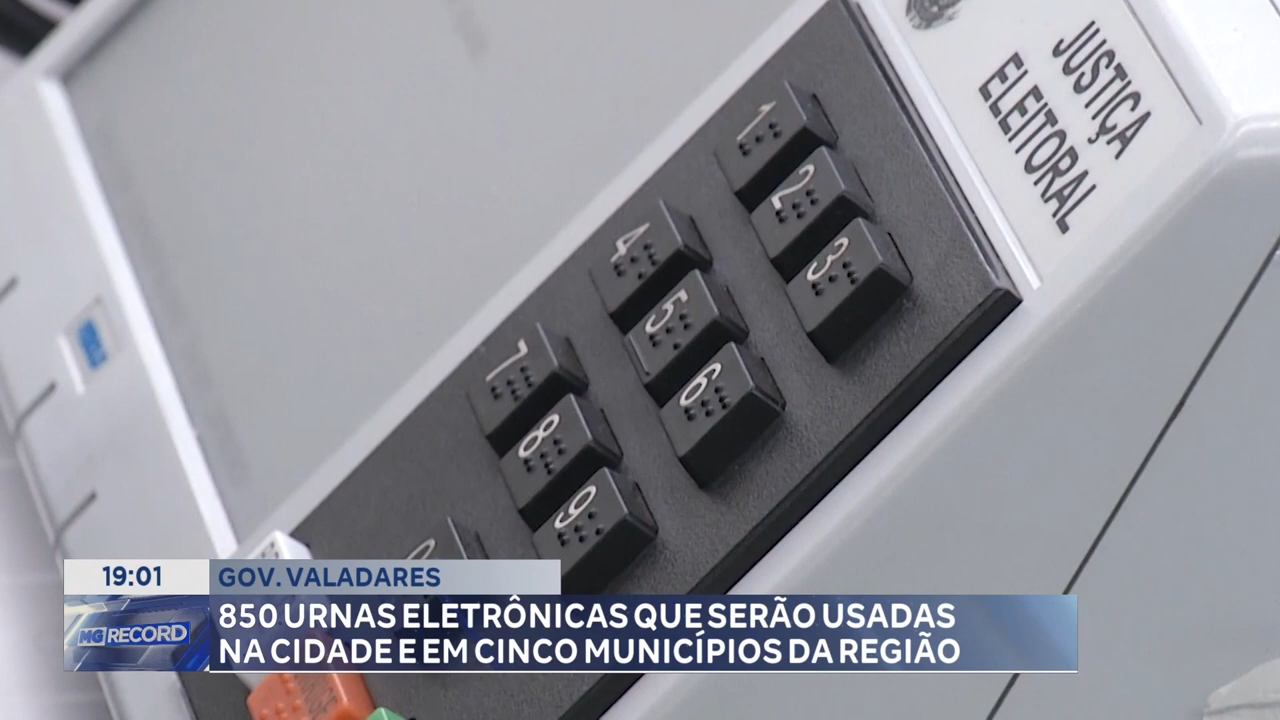 JUSTIÇA
ELEITORAL
1
2
3
4
5
6
7
8
9
0
19:01
GOV. VALADARES
MG RECORD
850 URNAS ELETRÔNICAS QUE SERÃO USADAS
NA CIDADE E EM CINCO MUNICÍPIOS DA REGIÃO